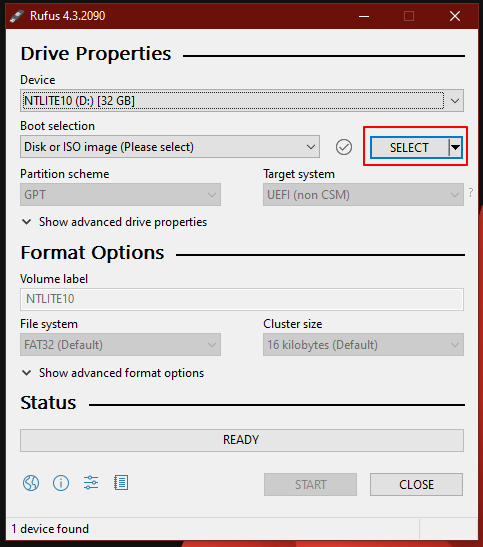 Rufus 4.3.2090
Drive Properties
Device
NTLITE10 (D:) [32 GB]
Boot selection
Disk or ISO image (Please select)
SELECT
Partition scheme
Target system
GPT
UEFI (non CSM)
?
Show advanced drive properties
Format Options
Volume label
NTLITE10
File system
Cluster size
FAT32 (Default)
16 kilobytes (Default)
Show advanced format options
Status
READY
START
CLOSE
1 device found